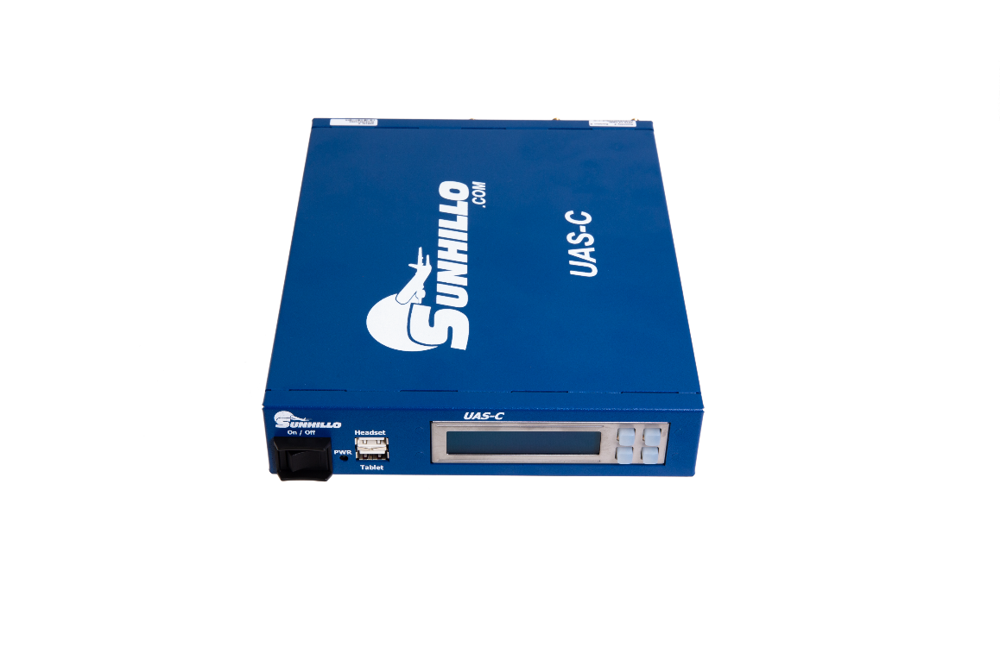 SUNHILLO
.COM
UAS-C
SUNHILLO
On / Off
PWR
Headset
Tablet
UAS-C